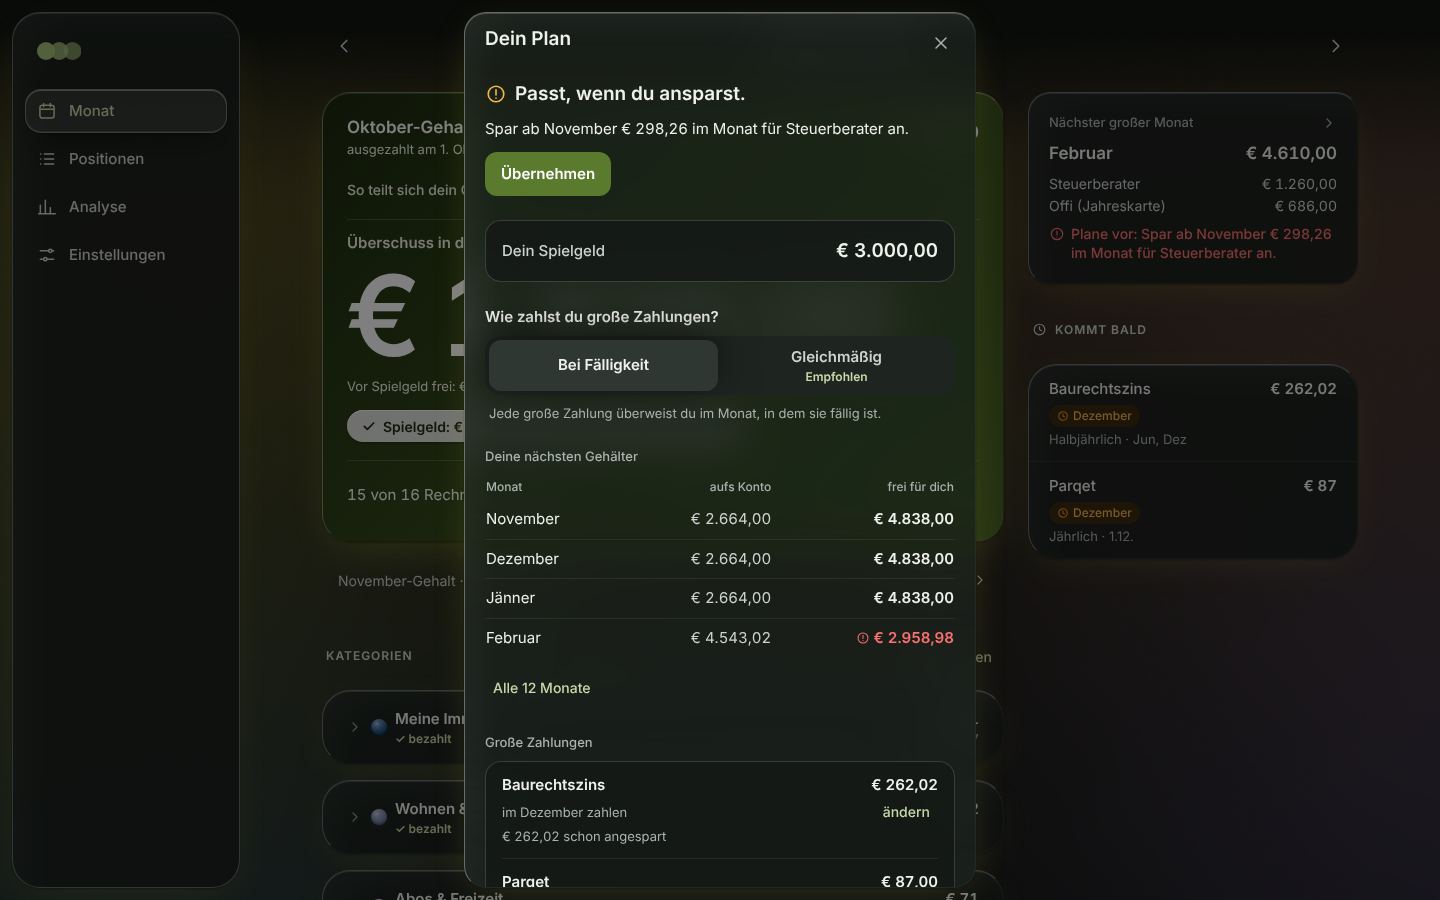 Monat
Positionen
Analyse
Einstellungen
Oktober-Geha
ausgezahlt am 1. O
So teilt sich dein
Überschuss in d
€ 1
Vor Spielgeld frei: €
Spielgeld: €
15 von 16 Rechn
November-Gehalt ·
KATEGORIEN
Meine Im
✓ bezahlt
Wohnen &
✓ bezahlt
Abos & Freizeit
€ 71
en
Dein Plan
Passt, wenn du ansparst.
Spar ab November € 298,26 im Monat für Steuerberater an.
Übernehmen
Dein Spielgeld € 3.000,00
Wie zahlst du große Zahlungen?
Bei Fälligkeit
Gleichmäßig
Empfohlen
Jede große Zahlung überweist du im Monat, in dem sie fällig ist.
Deine nächsten Gehälter
Monat aufs Konto frei für dich
November € 2.664,00 € 4.838,00
Dezember € 2.664,00 € 4.838,00
Jänner € 2.664,00 € 4.838,00
Februar € 4.543,02 € 2.958,98
Alle 12 Monate
Große Zahlungen
Baurechtszins € 262,02
im Dezember zahlen ändern
€ 262,02 schon angespart
Parqet € 87,00
Nächster großer Monat
Februar € 4.610,00
Steuerberater € 1.260,00
Offi (Jahreskarte) € 686,00
Plane vor: Spar ab November € 298,26
im Monat für Steuerberater an.
KOMMT BALD
Baurechtszins € 262,02
Dezember
Halbjährlich · Jun, Dez
Parqet € 87
Dezember
Jährlich · 1.12.